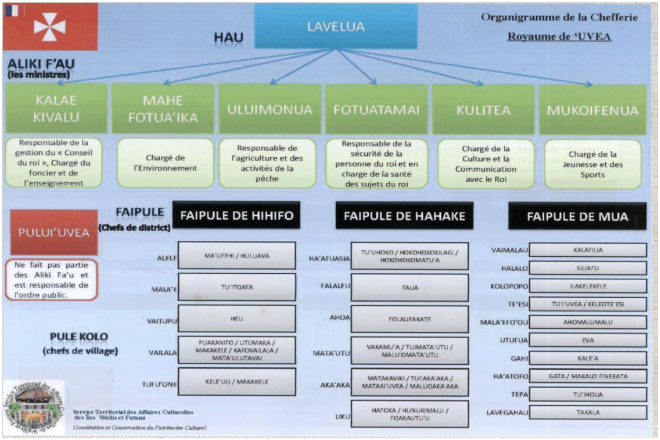 Organigramme de la Chefferie
Royaume de ‘UVEA
HAU
LAVELUA
ALIKI F'AU
(les ministres)
KALAE
KIVALU
MAHE
FOTUA'IKA
ULUIMONUA
FOTUATAMAI
KULITEA
MUKOIFENUA
Responsable de la
gestion du « Conseil
du roi », Chargé du
foncier et de
l'enseignement
Chargé de
l'Environnement
Responsable de
l'agriculture et des
activités de la
pêche
Responsable de la
sécurité de la
personne du roi et en
charge de la santé
des sujets du roi
Chargé de la
Culture et la
Communication
avec le Roi
Chargé de la
Jeunesse et des
Sports
PULUI'UVEA
Ne fait pas partie
des Aliki Fa'u et
est responsable de
l'ordre public.
FAIPULE
(Chefs de district)
FAIPULE DE HIHIFO
FAIPULE DE HAHAKE
FAIPULE DE MUA
PULE KOLO
(chefs de village)
ALELE
MA'UFEHI / HULUAVA
MALA'E
TU'ITOAFA
VAITUPU
HEU
VAILALA
PUAKANIFO / UTUMAKA /
MAKAKELE / KAFOVAILALA /
MATA'ULUTAVAI
TUFU'ONE
KELE'ULI / MAKAKELE
HA'AFUASIA
TU'UHOKO / HOKOHOKOKILAGI /
HOKOHOKOMATU'A
FALALEU
FAUA
AHOA
FOLAUFAKATE
MATA'UTU
VAKAMU'A / TUIMATA'UTU /
MALU'OMATA'UTU
AKA'AKA
MATAKAVIKI / TUFAKA'AKA /
MATAKI'UVEA / MALUOAKA'AKA
LIKU
HAFOKA / HUNUKIMALU /
FOAKAUTU'U
VAIMALAU
KALAFILIA
HALALO
SIUAFU
KOLOPOPO
ILAKELEKELE
TE'ESI
TU'I'UVEA / KELEOTE'ESI
MALA'EFO'OU
AHOMALUMALU
UTUFUA
EVA
GAHI
KALE'A
HA'ATOFO
GATA / MAKALO FINEKATA
TEPA
TU'IHOUA
LAVEGAHAU
TAKALA
Service Territorial des Affaires Culturelles
des Îles Wallis et Futuna
Constitution et Conservation du Patrimoine Culturel